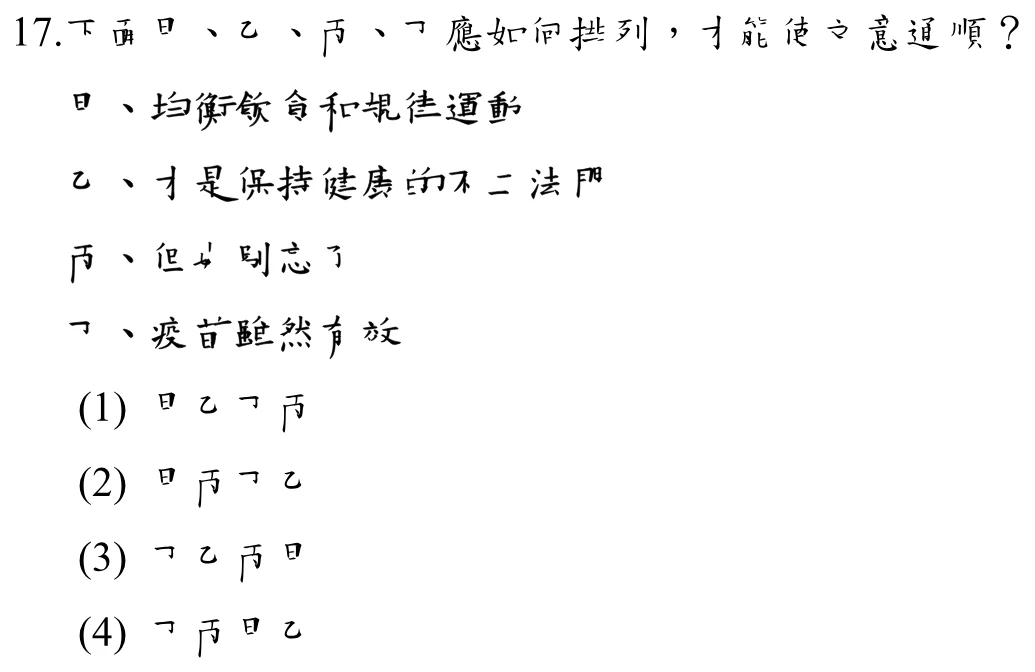 17.下面甲、乙、丙、丁應如何排列，才能使文意通順？
甲、均衡飲食和規律運動
乙、才是保持健康的不二法門
丙、但也別忘了
丁、疫苗雖然有效
(1) 甲乙丁丙
(2) 甲丙丁乙
(3) 丁乙丙甲
(4) 丁丙甲乙